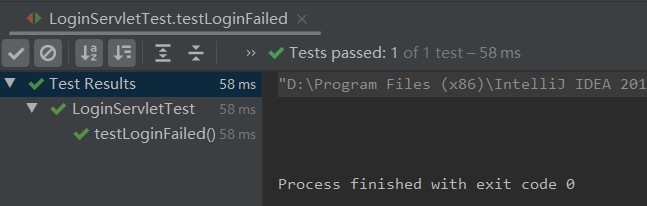 LoginServletTest.testLoginFailed ×
» Tests passed: 1 of 1 test – 58 ms
Test Results 58 ms
LoginServletTest 58 ms
testLoginFailed() 58 ms
"D:\Program Files (x86)\IntelliJ IDEA 201
Process finished with exit code 0